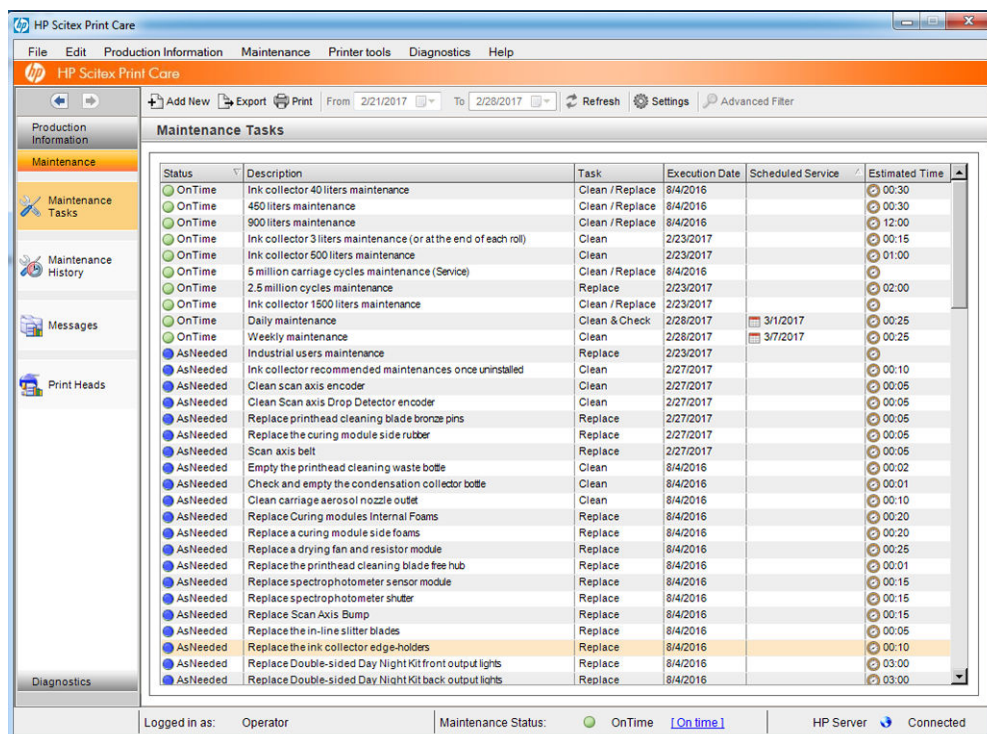 HP Scitex Print Care
File Edit Production Information Maintenance Printer tools Diagnostics Help
HP Scitex Print Care
Add New Export Print From 2/21/2017 To 2/28/2017 Refresh Settings Advanced Filter
Production Information
Maintenance
Maintenance Tasks
Maintenance History
Messages
Print Heads
Diagnostics
Maintenance Tasks
Status Description Task Execution Date Scheduled Service Estimated Time
OnTime Ink collector 40 liters maintenance Clean / Replace 8/4/2016 00:30
OnTime 450 liters maintenance Clean / Replace 8/4/2016 00:30
OnTime 900 liters maintenance Clean / Replace 8/4/2016 12:00
OnTime Ink collector 3 liters maintenance (or at the end of each roll) Clean 2/23/2017 00:15
OnTime Ink collector 500 liters maintenance Clean 2/23/2017 01:00
OnTime 5 million carriage cycles maintenance (Service) Clean / Replace 8/4/2016
OnTime 2.5 million cycles maintenance Replace 2/23/2017 02:00
OnTime Ink collector 1500 liters maintenance Clean / Replace 2/23/2017
OnTime Daily maintenance Clean & Check 2/28/2017 3/1/2017 00:25
OnTime Weekly maintenance Clean 2/28/2017 3/7/2017 00:25
AsNeeded Industrial users maintenance Replace 2/23/2017
AsNeeded Ink collector recommended maintenances once uninstalled Clean 2/27/2017 00:10
AsNeeded Clean scan axis encoder Clean 2/27/2017 00:05
AsNeeded Clean Scan axis Drop Detector encoder Clean 2/27/2017 00:05
AsNeeded Replace printhead cleaning blade bronze pins Replace 2/27/2017 00:05
AsNeeded Replace the curing module side rubber Replace 2/27/2017 00:05
AsNeeded Scan axis belt Replace 2/27/2017 00:05
AsNeeded Empty the printhead cleaning waste bottle Clean 8/4/2016 00:02
AsNeeded Check and empty the condensation collector bottle Clean 8/4/2016 00:01
AsNeeded Clean carriage aerosol nozzle outlet Clean 8/4/2016 00:10
AsNeeded Replace Curing modules Internal Foams Replace 8/4/2016 00:20
AsNeeded Replace a curing module side foams Replace 8/4/2016 00:20
AsNeeded Replace a drying fan and resistor module Replace 8/4/2016 00:25
AsNeeded Replace the printhead cleaning blade free hub Replace 8/4/2016 00:01
AsNeeded Replace spectrophotometer sensor module Replace 8/4/2016 00:15
AsNeeded Replace spectrophotometer shutter Replace 8/4/2016 00:15
AsNeeded Replace Scan Axis Bump Replace 8/4/2016 00:15
AsNeeded Replace the in-line slitter blades Replace 8/4/2016 00:05
AsNeeded Replace the ink collector edge-holders Replace 8/4/2016 00:10
AsNeeded Replace Double-sided Day Night Kit front output lights Replace 8/4/2016 03:00
AsNeeded Replace Double-sided Day Night Kit back output lights Replace 8/4/2016 03:00
Logged in as: Operator Maintenance Status: OnTime [ On time ] HP Server Connected